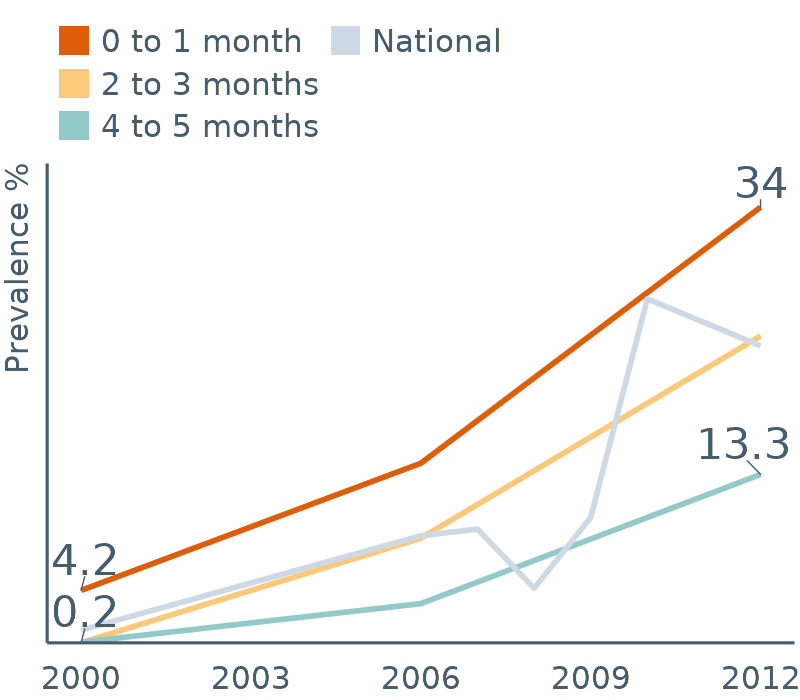 0 to 1 month
National
2 to 3 months
4 to 5 months
Prevalence %
34
13.3
4.2
0.2
2000 2003 2006 2009 2012